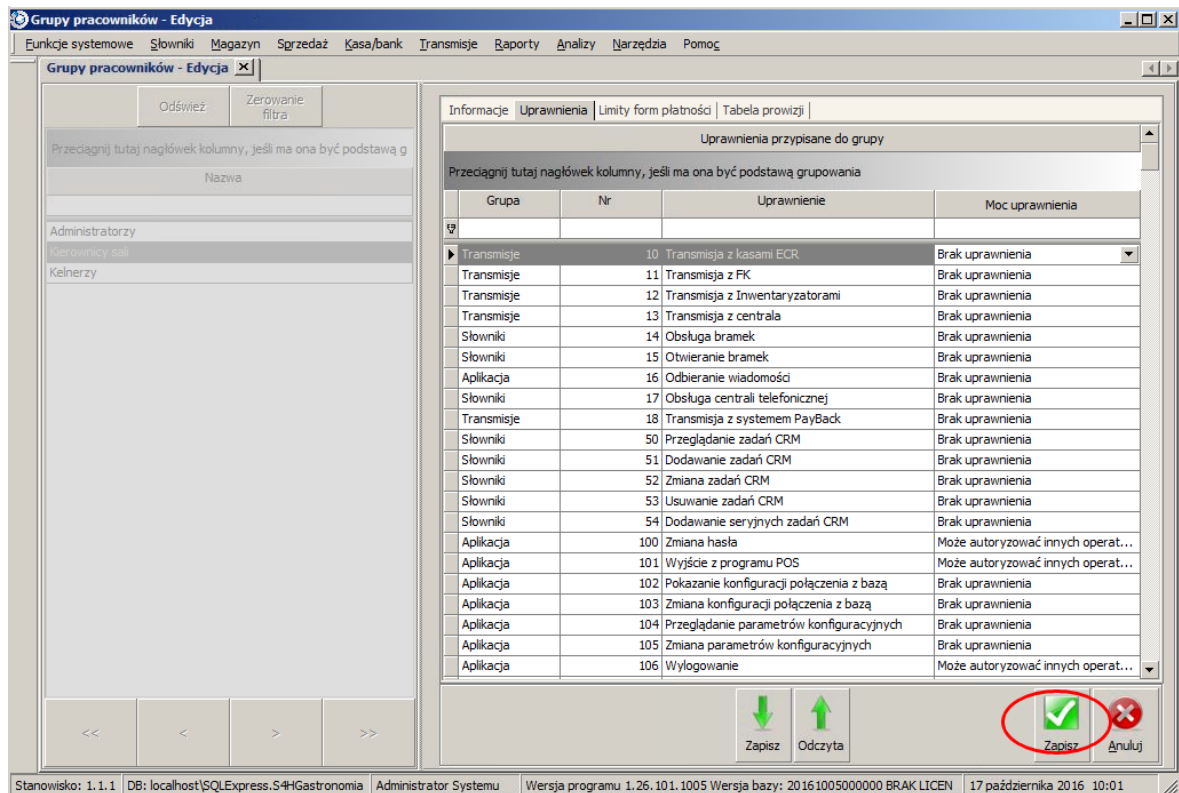 Grupy pracowników - Edycja
Funkcje systemowe Słowniki Magazyn Sprzedaż Kasa/bank Transmisje Raporty Analizy Narzędzia Pomoc
Grupy pracowników - Edycja
Odśwież Zerowanie filtra
Przeciągnij tutaj nagłówek kolumny, jeśli ma ona być podstawą g
Nazwa
Administratorzy
Kierownicy sali
Kelnerzy
<< < > >>
Informacje Uprawnienia Limity form płatności Tabela prowizji
Uprawnienia przypisane do grupy
Przeciągnij tutaj nagłówek kolumny, jeśli ma ona być podstawą grupowania
Grupa Nr Uprawnienie Moc uprawnienia
Transmisje 10 Transmisja z kasami ECR Brak uprawnienia
Transmisje 11 Transmisja z FK Brak uprawnienia
Transmisje 12 Transmisja z Inwentaryzatorami Brak uprawnienia
Transmisje 13 Transmisja z centrala Brak uprawnienia
Słowniki 14 Obsługa bramek Brak uprawnienia
Słowniki 15 Otwieranie bramek Brak uprawnienia
Aplikacja 16 Odbieranie wiadomości Brak uprawnienia
Słowniki 17 Obsługa centrali telefonicznej Brak uprawnienia
Transmisje 18 Transmisja z systemem PayBack Brak uprawnienia
Słowniki 50 Przeglądanie zadań CRM Brak uprawnienia
Słowniki 51 Dodawanie zadań CRM Brak uprawnienia
Słowniki 52 Zmiana zadań CRM Brak uprawnienia
Słowniki 53 Usuwanie zadań CRM Brak uprawnienia
Słowniki 54 Dodawanie seryjnych zadań CRM Brak uprawnienia
Aplikacja 100 Zmiana hasła Może autoryzować innych operat...
Aplikacja 101 Wyjście z programu POS Może autoryzować innych operat...
Aplikacja 102 Pokazanie konfiguracji połączenia z bazą Brak uprawnienia
Aplikacja 103 Zmiana konfiguracji połączenia z bazą Brak uprawnienia
Aplikacja 104 Przeglądanie parametrów konfiguracyjnych Brak uprawnienia
Aplikacja 105 Zmiana parametrów konfiguracyjnych Brak uprawnienia
Aplikacja 106 Wylogowanie Może autoryzować innych operat...
Zapisz Odczyta Zapisz Anuluj
Stanowisko: 1.1.1 DB: localhost\SQLExpress.S4HGastronomia Administrator Systemu Wersja programu 1.26.101.1005 Wersja bazy: 20161005000000 BRAK LICEN 17 października 2016 10:01